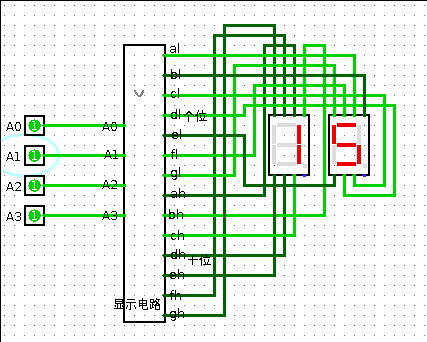 al
bl
cl
dl 个位
A0 1 A0 el
A1 1 A1 fl
A2 1 A2 gl
ah
A3 1 A3 bh
ch
dh 十位
eh
显示电路 fh
gh
15